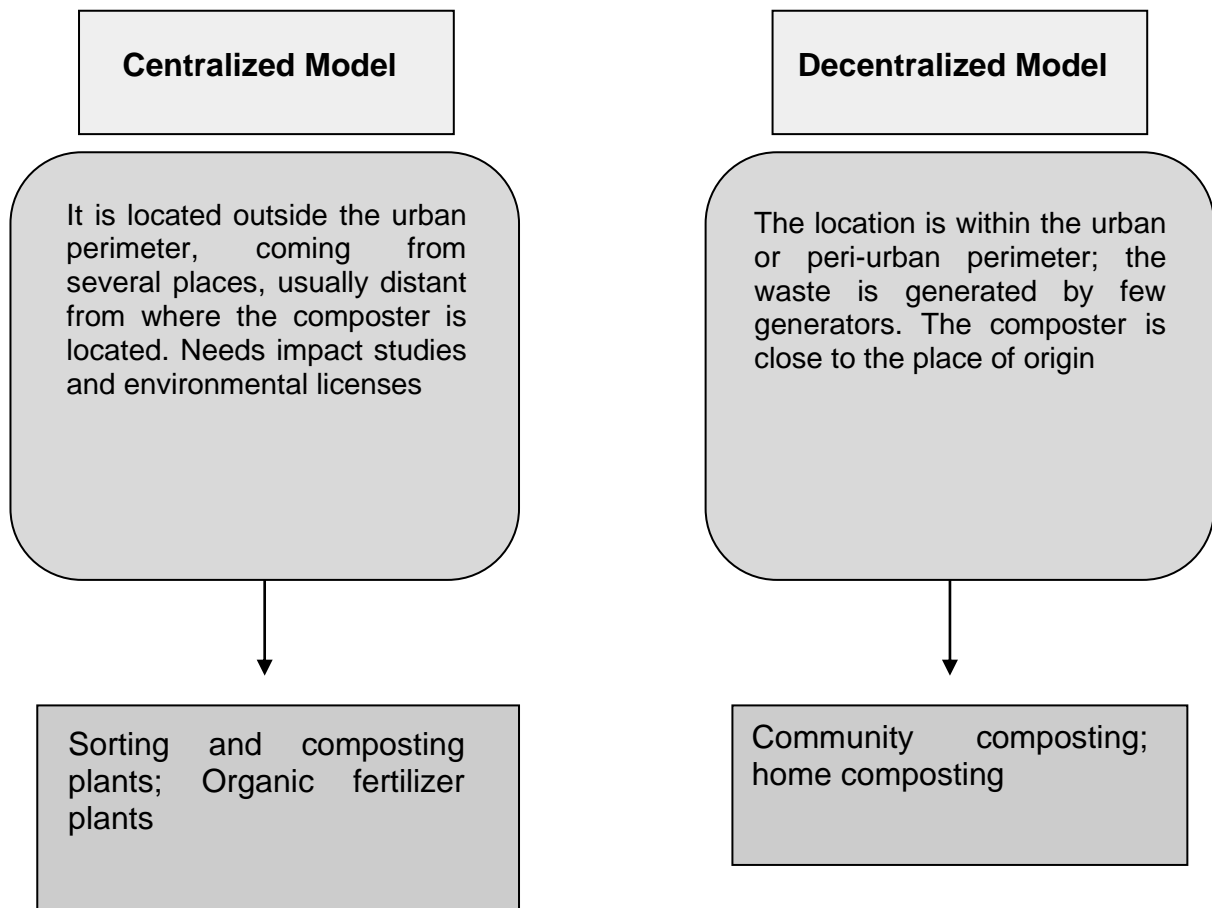 Centralized Model
It is located outside the urban
perimeter, coming from
several places, usually distant
from where the composter is
located. Needs impact studies
and environmental licenses
Sorting and composting
plants; Organic fertilizer
plants
Decentralized Model
The location is within the urban
or peri-urban perimeter; the
waste is generated by few
generators. The composter is
close to the place of origin
Community composting;
home composting